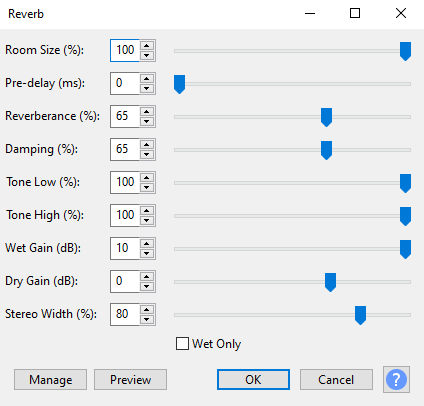 Reverb
Room Size (%): 100
Pre-delay (ms): 0
Reverberance (%): 65
Damping (%): 65
Tone Low (%): 100
Tone High (%): 100
Wet Gain (dB): 10
Dry Gain (dB): 0
Stereo Width (%): 80
Wet Only
Manage Preview OK Cancel ?